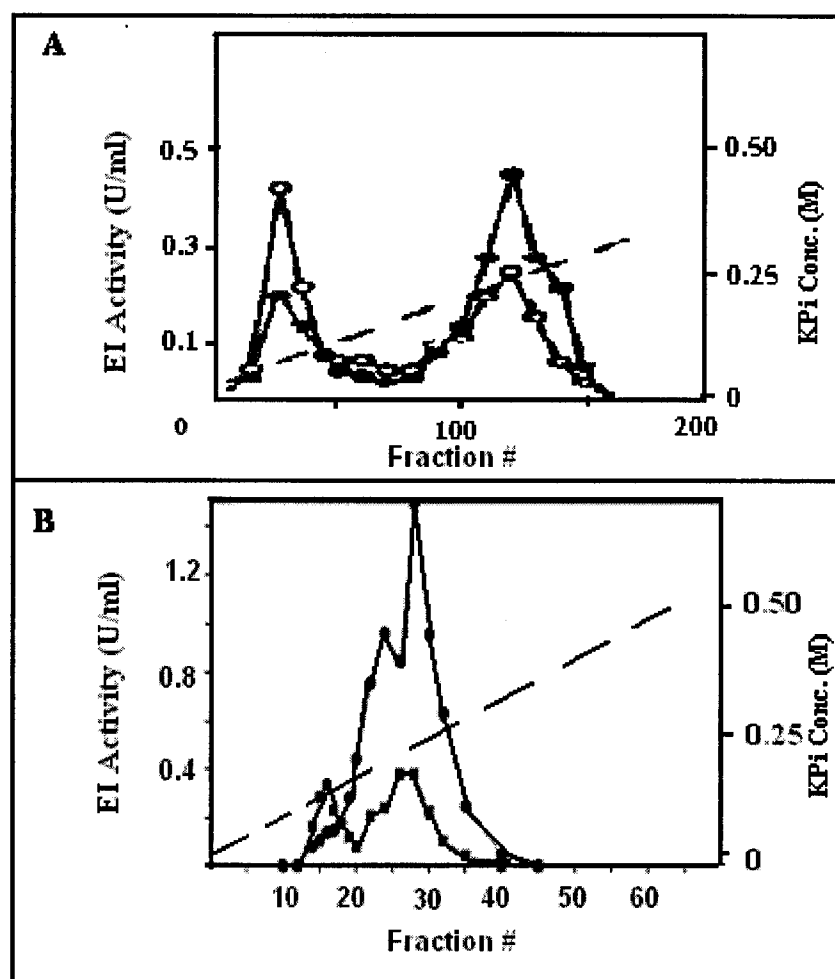 A
EI Activity (U/ml)
0.5
0.3
0.1
0.50
0.25
0
KPi Conc. (M)
0
100
200
Fraction #
B
EI Activity (U/ml)
1.2
0.8
0.4
0.50
0.25
0
KPi Conc. (M)
10 20 30 40 50 60
Fraction #